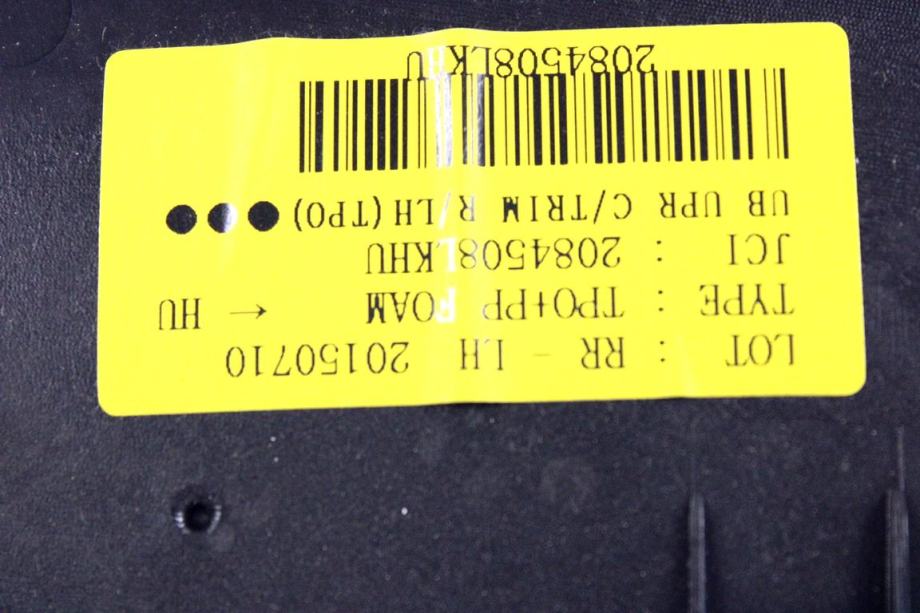 LOT : RR - LH 20150710
TYPE : TPO+PP FOAM → HU
JCI : 2084508LKHU
UB UPR C/TRIM R/LH(TPO)●●●
2084508LKHU